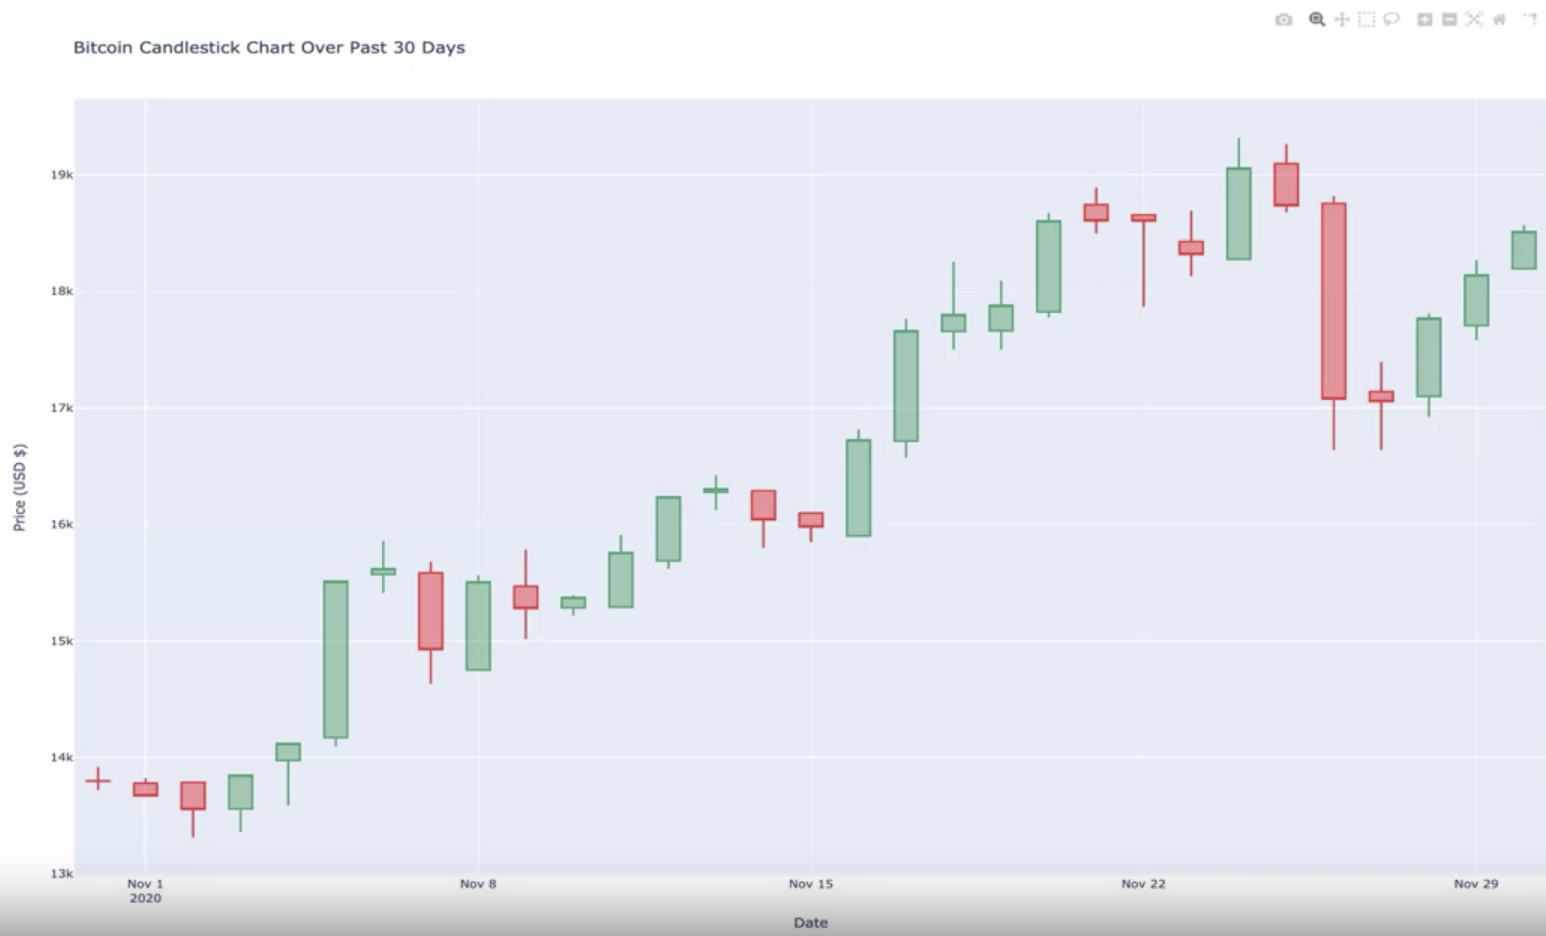 Bitcoin Candlestick Chart Over Past 30 Days
19k
18k
17k
16k
15k
14k
13k
Price (USD $)
Nov 1
2020
Nov 8
Nov 15
Nov 22
Nov 29
Date